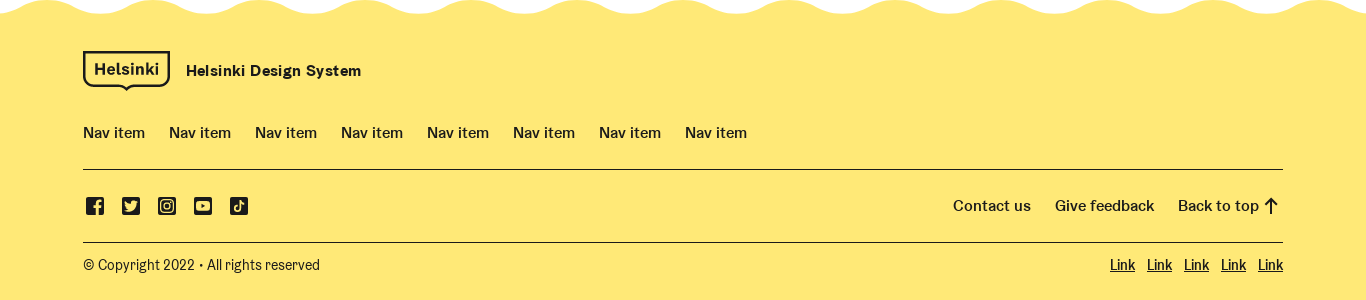 Helsinki Helsinki Design System
Nav item Nav item Nav item Nav item Nav item Nav item Nav item Nav item
Contact us Give feedback Back to top
© Copyright 2022 • All rights reserved Link Link Link Link Link